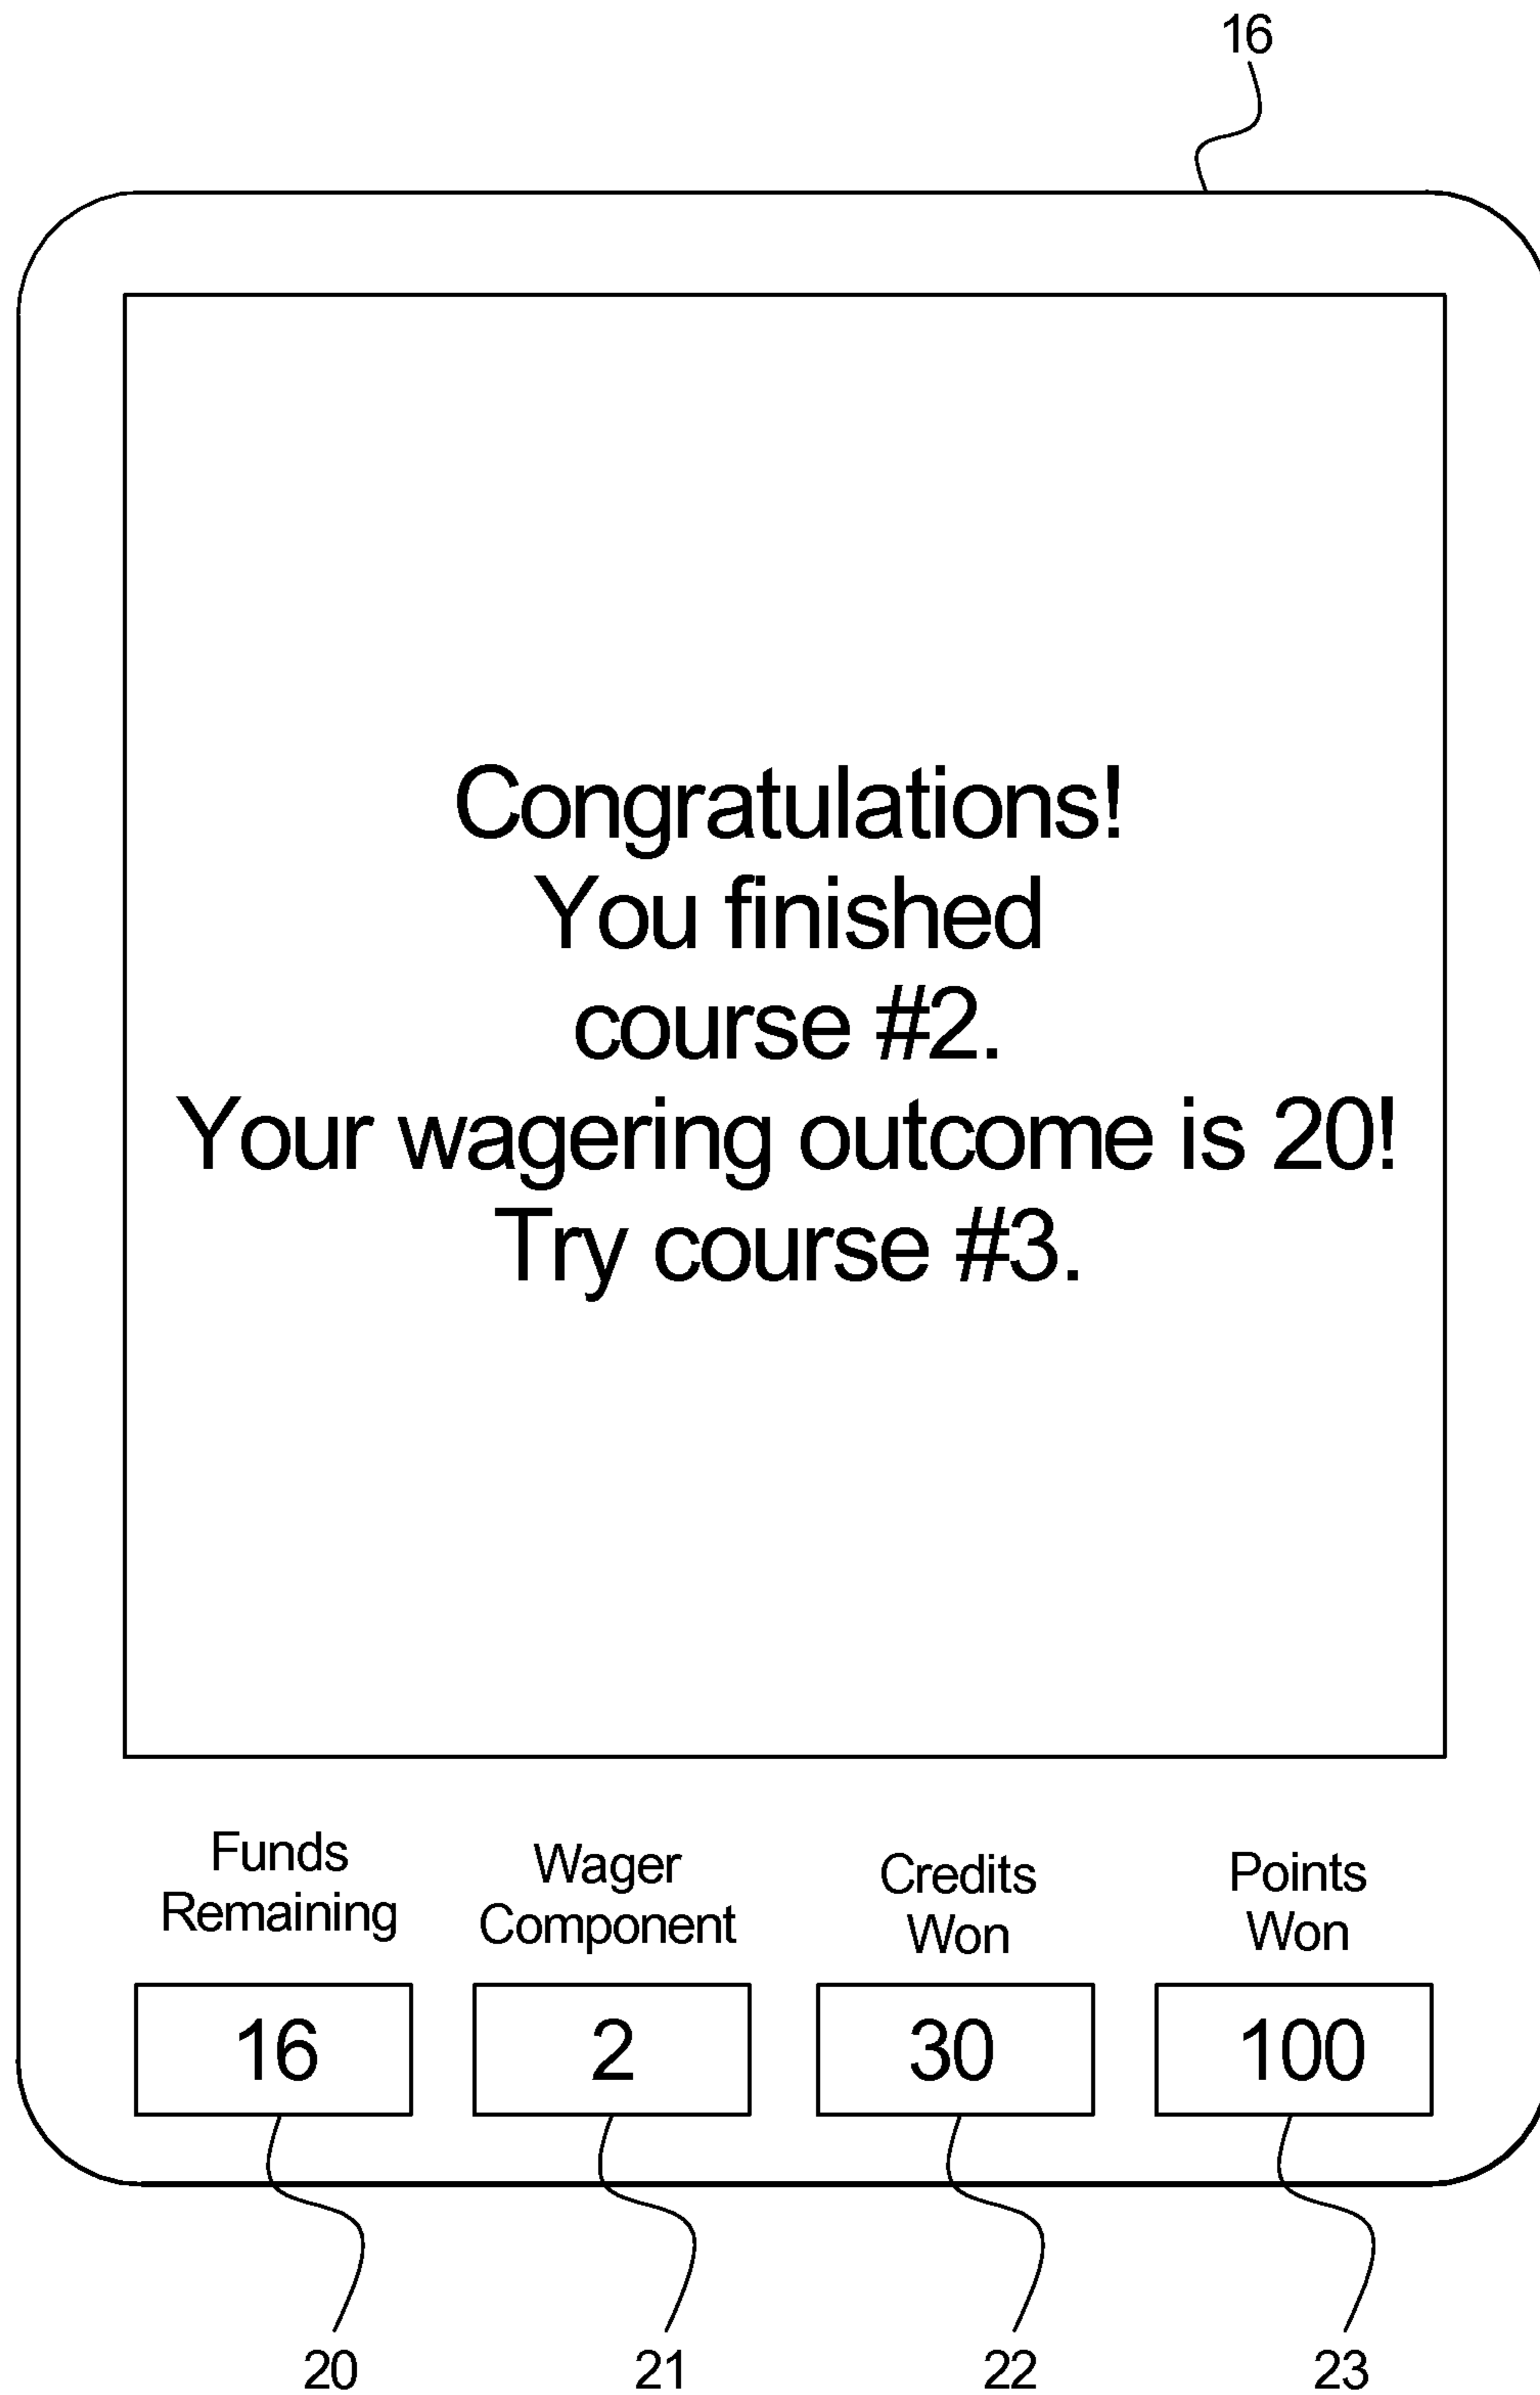 16
Congratulations!
You finished
course #2.
Your wagering outcome is 20!
Try course #3.
Funds
Remaining
Wager
Component
Credits
Won
Points
Won
16
2
30
100
20
21
22
23